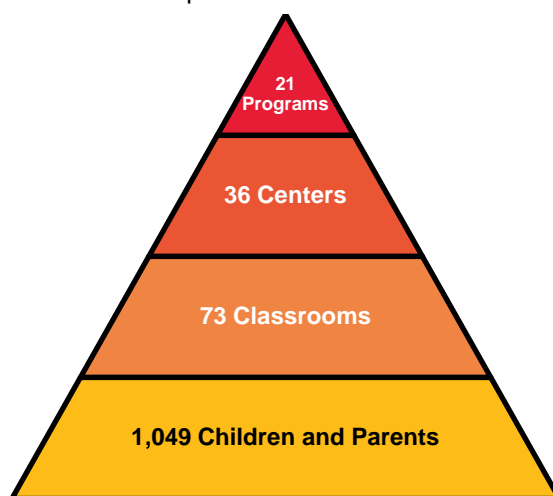 21
Programs
36 Centers
73 Classrooms
1,049 Children and Parents